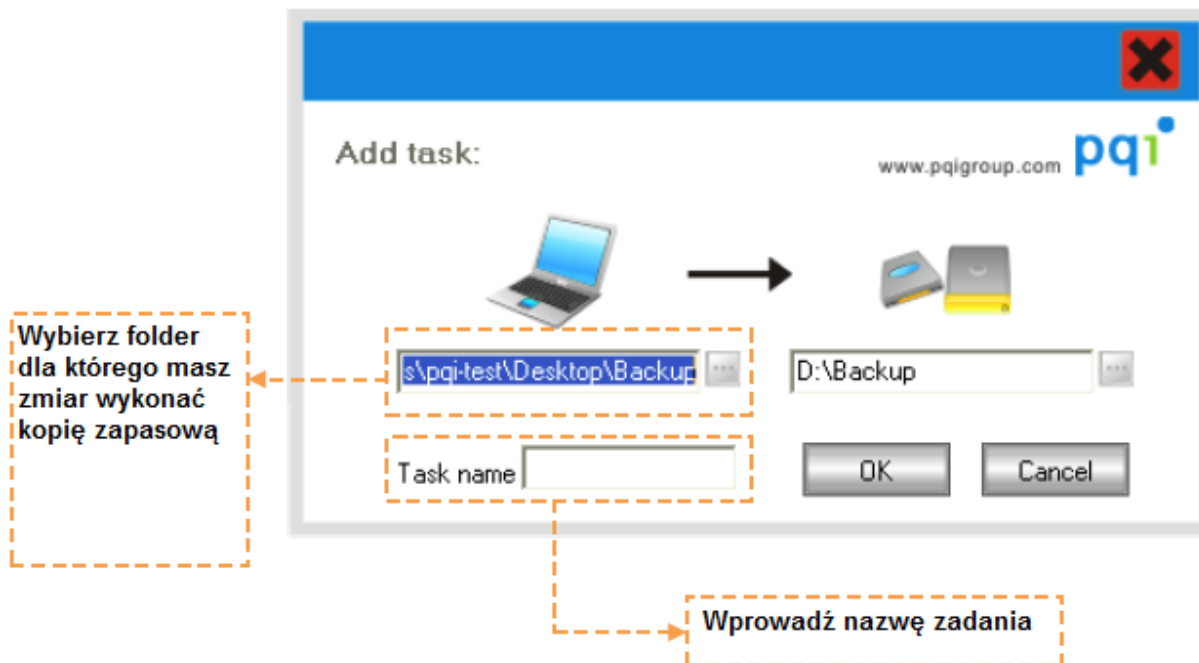 Add task:
www.pqigroup.com pqi
Wybierz folder
dla którego masz
zmiar wykonać
kopię zapasową
s\pqi-test\Desktop\Backup ...
D:\Backup ...
Task name
OK
Cancel
Wprowadź nazwę zadania